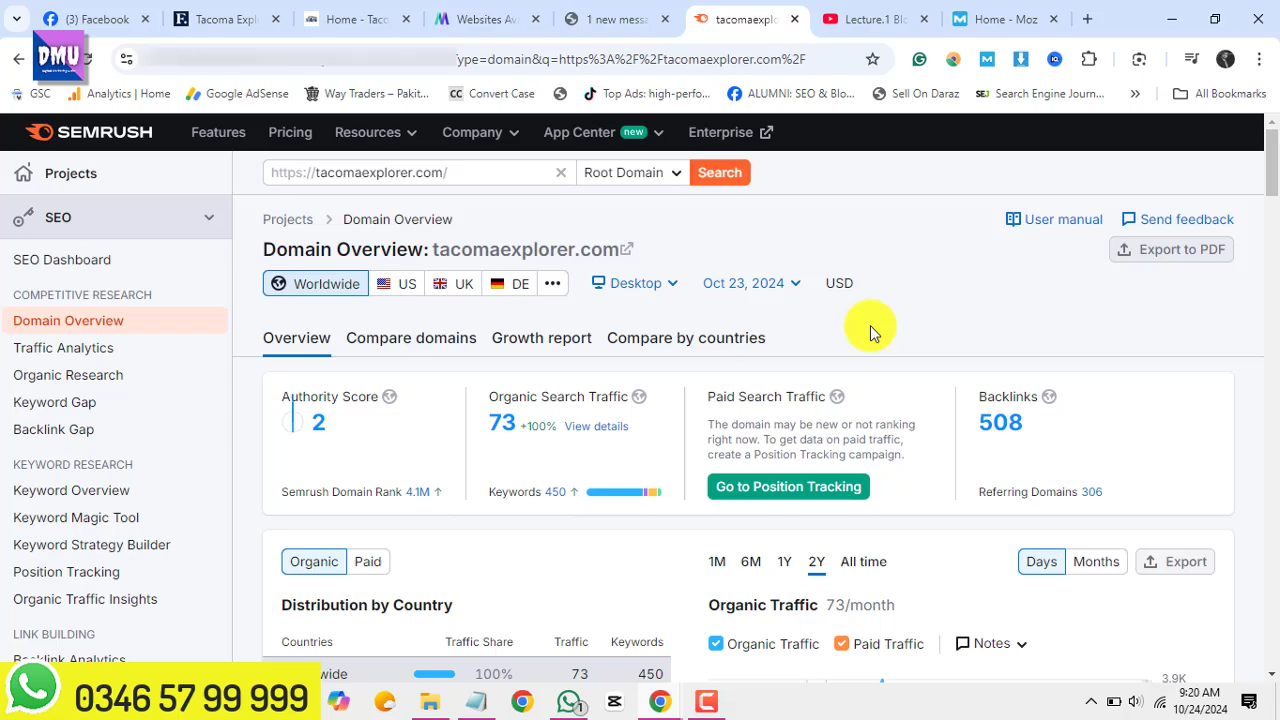 Facebook
Tacoma Expl
Home - Taco
Websites Av
1 new messa
tacomaexplo
Lecture.1 Bl
Home - Moz
DMU
Type=domain&q=https%3A%2F%2Ftacomaexplorer.com%2F
GSC
Analytics | Home
Google AdSense
Way Traders – Pakit...
CC Convert Case
Top Ads: high-perfo...
ALUMNI: SEO & Blo...
Sell On Daraz
SEJ Search Engine Journ...
All Bookmarks
SEMRUSH
Features
Pricing
Resources
Company
App Center new
Enterprise
Projects
https://tacomaexplorer.com/
Root Domain
Search
SEO
Projects > Domain Overview
User manual
Send feedback
Domain Overview: tacomaexplorer.com
Export to PDF
SEO Dashboard
Worldwide
US
UK
DE
•••
Desktop
Oct 23, 2024
USD
COMPETITIVE RESEARCH
Domain Overview
Traffic Analytics
Organic Research
Keyword Gap
Backlink Gap
Overview
Compare domains
Growth report
Compare by countries
Authority Score
2
Semrush Domain Rank 4.1M ↑
Organic Search Traffic
73 +100% View details
Keywords 450 ↑
Paid Search Traffic
The domain may be new or not ranking
right now. To get data on paid traffic,
create a Position Tracking campaign.
Go to Position Tracking
Backlinks
508
Referring Domains 306
KEYWORD RESEARCH
Keyword Overview
Keyword Magic Tool
Keyword Strategy Builder
Position Tracking
Organic Traffic Insights
LINK BUILDING
Backlink Analytics
Organic
Paid
1M
6M
1Y
2Y
All time
Days
Months
Export
Distribution by Country
Organic Traffic 73/month
Countries
Traffic Share
Traffic
Keywords
Organic Traffic
Paid Traffic
Notes
wide
100%
73
450
3.9K
0346 57 99 999
1
9:20 AM
10/24/2024